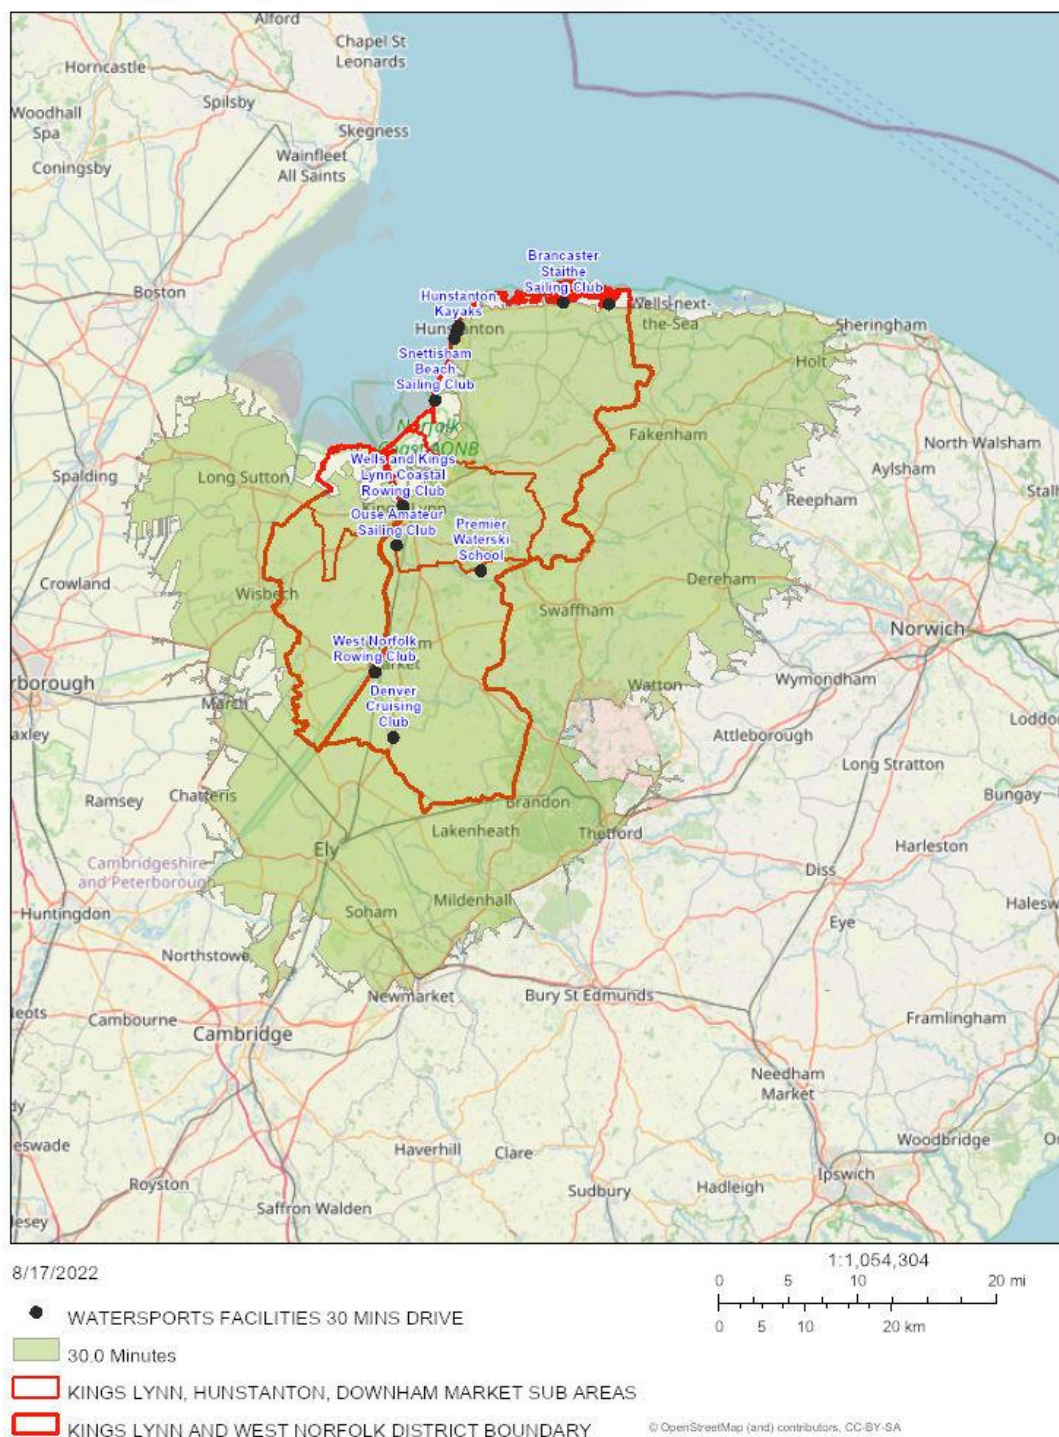 Alford
Chapel St
Leonards
Horncastle
Spilsby
Woodhall
Spa
Skegness
Coningsby
Wainfleet
All Saints
Boston
Brancaster
Staithe
Sailing Club
Hunstanton
Kayaks
Hunstanton
Wells-next-
the-Sea
Sheringham
Snettisham
Beach
Sailing Club
Holt
Norfolk
Coast AONB
Fakenham
North Walsham
Spalding
Long Sutton
Wells and Kings
Lynn Coastal
Rowing Club
Aylsham
Reepham
Ouse Amateur
Sailing Club
Premier
Waterski
School
Crowland
Wisbech
Dereham
Swaffham
Norwich
West Norfolk
Rowing Club
Wymondham
Watton
erborough
March
Denver
Cruising
Club
Loddo
axley
Attleborough
Long Stratton
Ramsey
Chatteris
Brandon
Bungay
Lakenheath
Thetford
Harleston
Ely
Cambridgeshire
and Peterborough
Diss
Mildenhall
Halesw
Huntingdon
Soham
Eye
Northstowe
Newmarket
Bury St Edmunds
eots
Cambourne
Framlingham
Cambridge
Needham
Market
dy
eswade
Haverhill
Clare
Woodbridge
Ipswich
Royston
Sudbury
Hadleigh
Saffron Walden
lesey
8/17/2022
1:1,054,304
0 5 10 20 mi
0 5 10 20 km
WATERSPORTS FACILITIES 30 MINS DRIVE
30.0 Minutes
KINGS LYNN, HUNSTANTON, DOWNHAM MARKET SUB AREAS
KINGS LYNN AND WEST NORFOLK DISTRICT BOUNDARY
© OpenStreetMap (and) contributors, CC-BY-SA